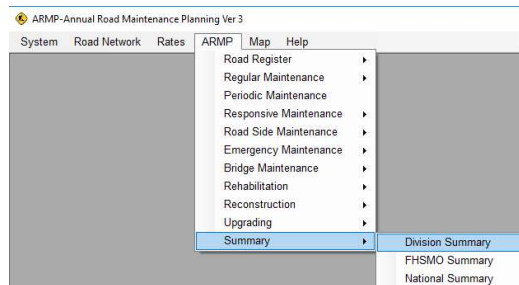 ARMP-Annual Road Maintenance Planning Ver 3
System Road Network Rates ARMP Map Help
Road Register
Regular Maintenance
Periodic Maintenance
Responsive Maintenance
Road Side Maintenance
Emergency Maintenance
Bridge Maintenance
Rehabilitation
Reconstruction
Upgrading
Summary
Division Summary
FHSMO Summary
National Summary